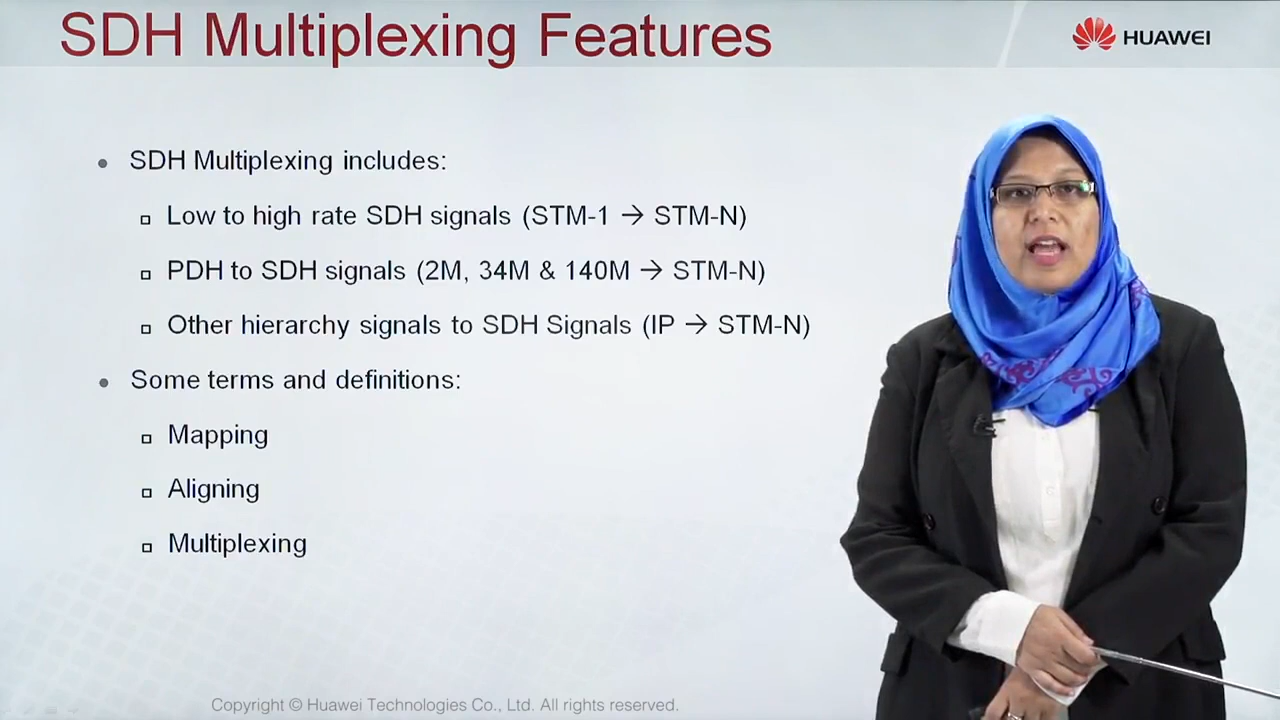 SDH Multiplexing Features
HUAWEI
• SDH Multiplexing includes:
▫ Low to high rate SDH signals (STM-1 → STM-N)
▫ PDH to SDH signals (2M, 34M & 140M → STM-N)
▫ Other hierarchy signals to SDH Signals (IP → STM-N)
• Some terms and definitions:
▫ Mapping
▫ Aligning
▫ Multiplexing
Copyright © Huawei Technologies Co., Ltd. All rights reserved.